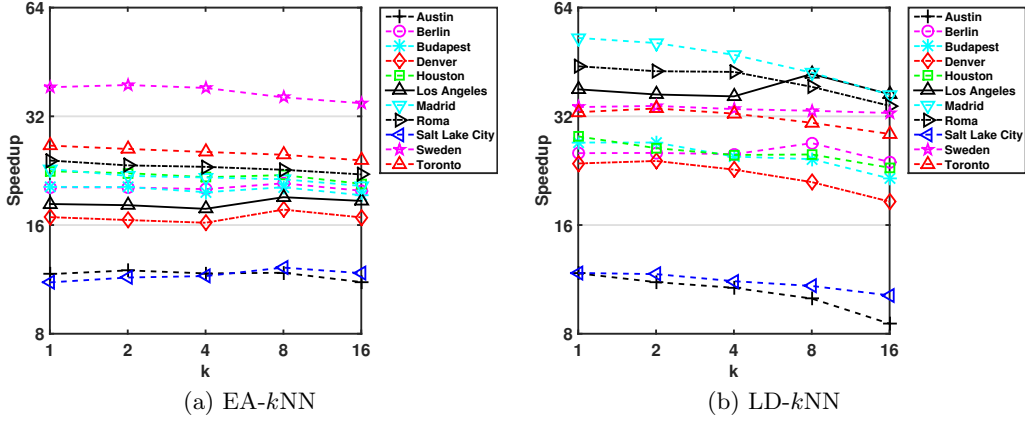 64
32
16
8
Speedup
1
2
4
8
16
k
Austin
Berlin
Budapest
Denver
Houston
Los Angeles
Madrid
Roma
Salt Lake City
Sweden
Toronto
(a) EA-kNN
64
32
16
8
Speedup
1
2
4
8
16
k
Austin
Berlin
Budapest
Denver
Houston
Los Angeles
Madrid
Roma
Salt Lake City
Sweden
Toronto
(b) LD-kNN